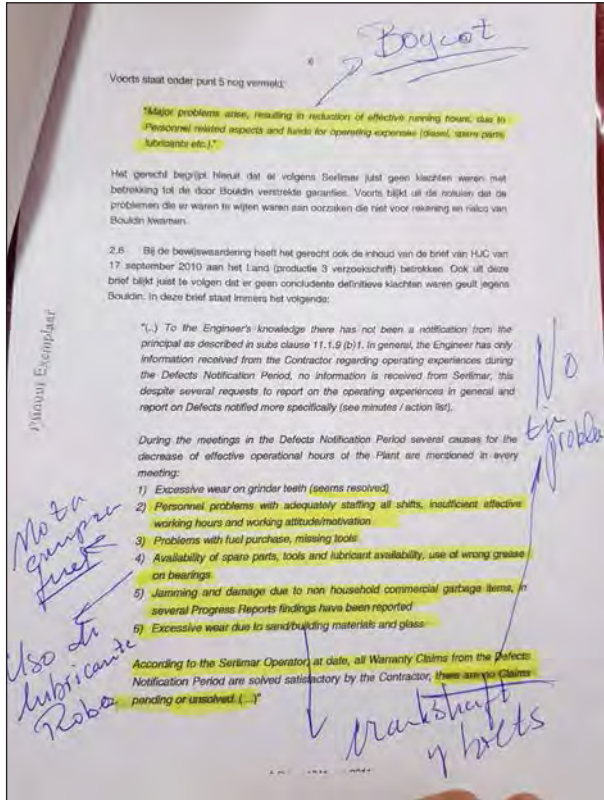 6
Boycot
Voorts staat onder punt 5 nog vermeld:
"Major problems arise, resulting in reduction of effective running hours, due to
Personnel related aspects and funds for operating expenses (diesel, spare parts,
lubricants etc.)."
Het gerecht begrijpt hieruit dat er volgens Serlimar juist geen klachten waren met
betrekking tot de door Bouldin verstrekte garanties. Voorts blijkt uit de notulen dat de
problemen die er waren te wijten waren aan oorzaken die niet voor rekening en risico van
Bouldin kwamen.
2.6 Bij de bewijswaardering heeft het gerecht ook de inhoud van de brief van HJC van
17 september 2010 aan het Land (productie 3 verzoekschrift) betrokken. Ook uit deze
brief blijkt juist te volgen dat er geen concludente definitieve klachten waren geuit jegens
Bouldin. In deze brief staat immers het volgende:
"(..) To the Engineer's knowledge there has not been a notification from the
principal as described in subs clause 11.1.9 (b)1. In general, the Engineer has only
information received from the Contractor regarding operating experiences during
the Defects Notification Period, no information is received from Serlimar, this
despite several requests to report on the operating experiences in general and
report on Defects notified more specifically (see minutes / action list).
During the meetings in the Defects Notification Period several causes for the
decrease of effective operational hours of the Plant are mentioned in every
meeting:
1) Excessive wear on grinder teeth (seems resolved)
2) Personnel problems with adequately staffing all shifts, insufficient effective
working hours and working attitude/motivation
3) Problems with fuel purchase, missing tools
4) Availability of spare parts, tools and lubricant availability, use of wrong grease
on bearings
5) Jamming and damage due to non household commercial garbage items, in
several Progress Reports findings have been reported
6) Excessive wear due to sand/building materials and glass
According to the Serlimar Operator, at date, all Warranty Claims from the Defects
Notification Period are solved satisfactory by the Contractor, there are no Claims
pending or unsolved. (...)"
Exemplaar
No
tin
problem
No ta
fuel
Uso di
lubricante
Robes
crankshaft
y bolts